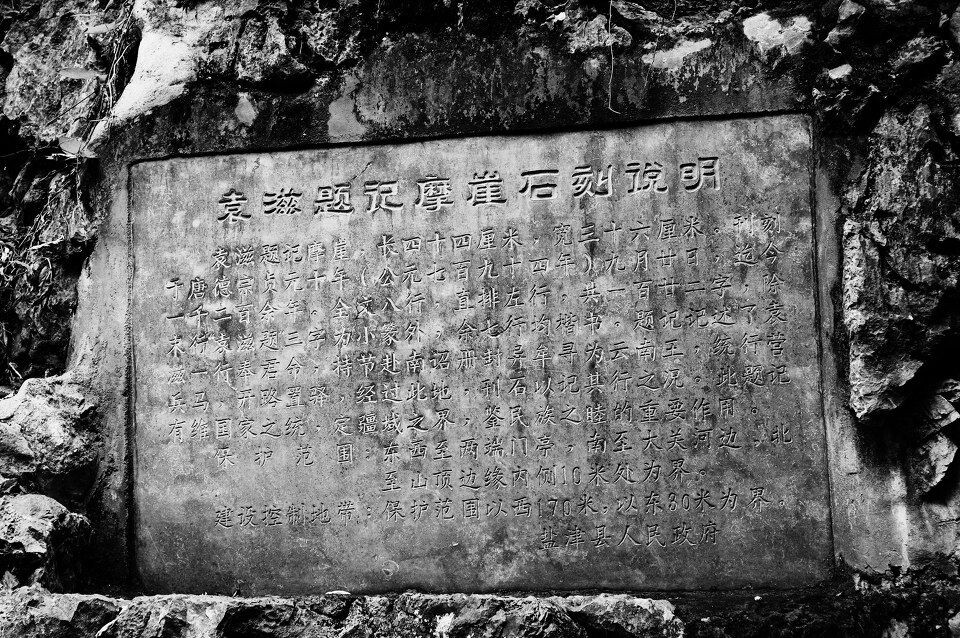 袁滋题记摩崖石刻说明
袁滋题记摩崖,长四十四厘米,宽三十六厘米。刊刻
于唐德宗贞元十年(公元七九四年)九月廿日,迄今
一千二百余年。全文八行,直排左行,共一百廿二字,阴
末行袁滋题三字为小篆外,余七行均楷书,题记记述了袁
滋一行奉君令,持节赴南诏册封异牟寻为云南王。统行营
兵马开路置驿,经过此地,刊石以记其行之况。此题记
有维国家之统、定疆域之界、鉴民族之睦的重要作用。
保护范围:东至西至两端门亭;南至大关河边;北
至山顶边缘内侧10米处为界。
建设控制地带:保护范围以西170米,以东30米为界。
盐津县人民政府